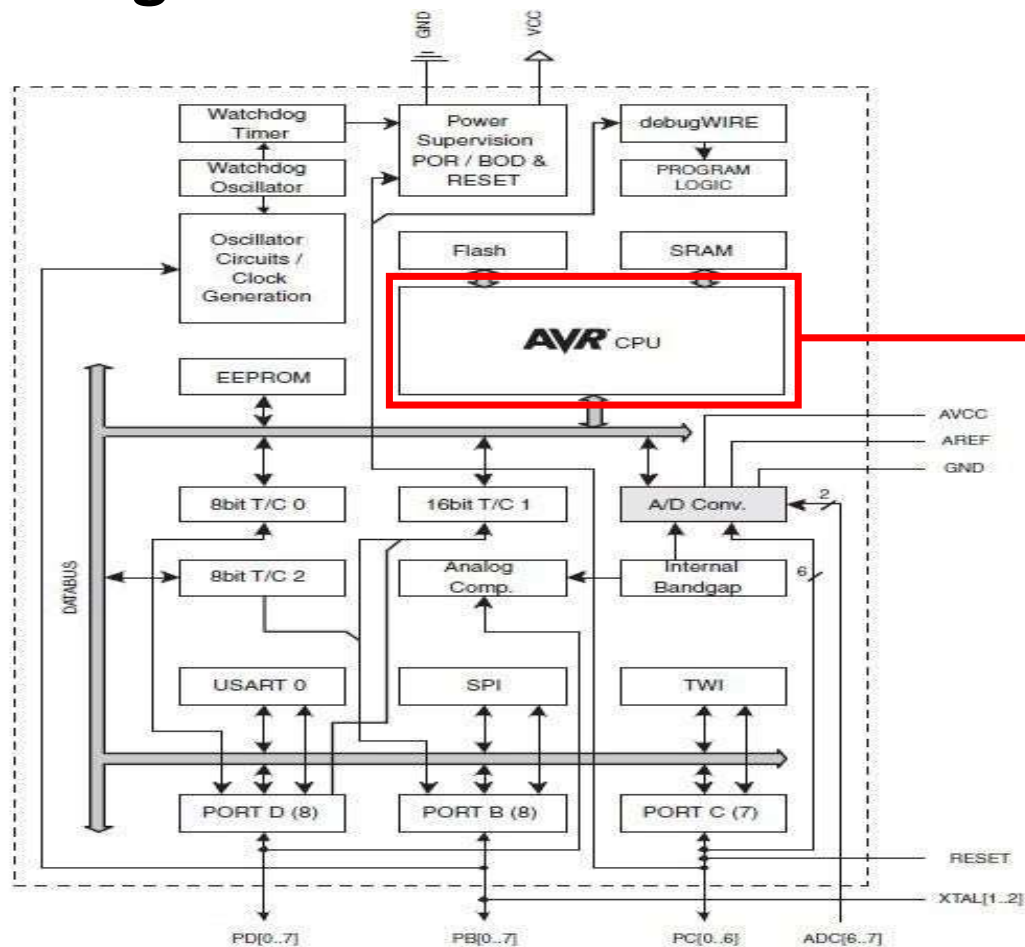 GND
VCC
Watchdog
Timer
Power
Supervision
POR / BOD &
RESET
debugWIRE
Watchdog
Oscillator
PROGRAM
LOGIC
Oscillator
Circuits /
Clock
Generation
Flash
SRAM
AVR CPU
EEPROM
AVCC
AREF
GND
8bit T/C 0
16bit T/C 1
A/D Conv.
2
8bit T/C 2
Analog
Comp.
Internal
Bandgap
6
DATABUS
USART 0
SPI
TWI
PORT D (8)
PORT B (8)
PORT C (7)
RESET
XTAL[1..2]
PD[0..7]
PB[0..7]
PC[0..6]
ADC[6..7]